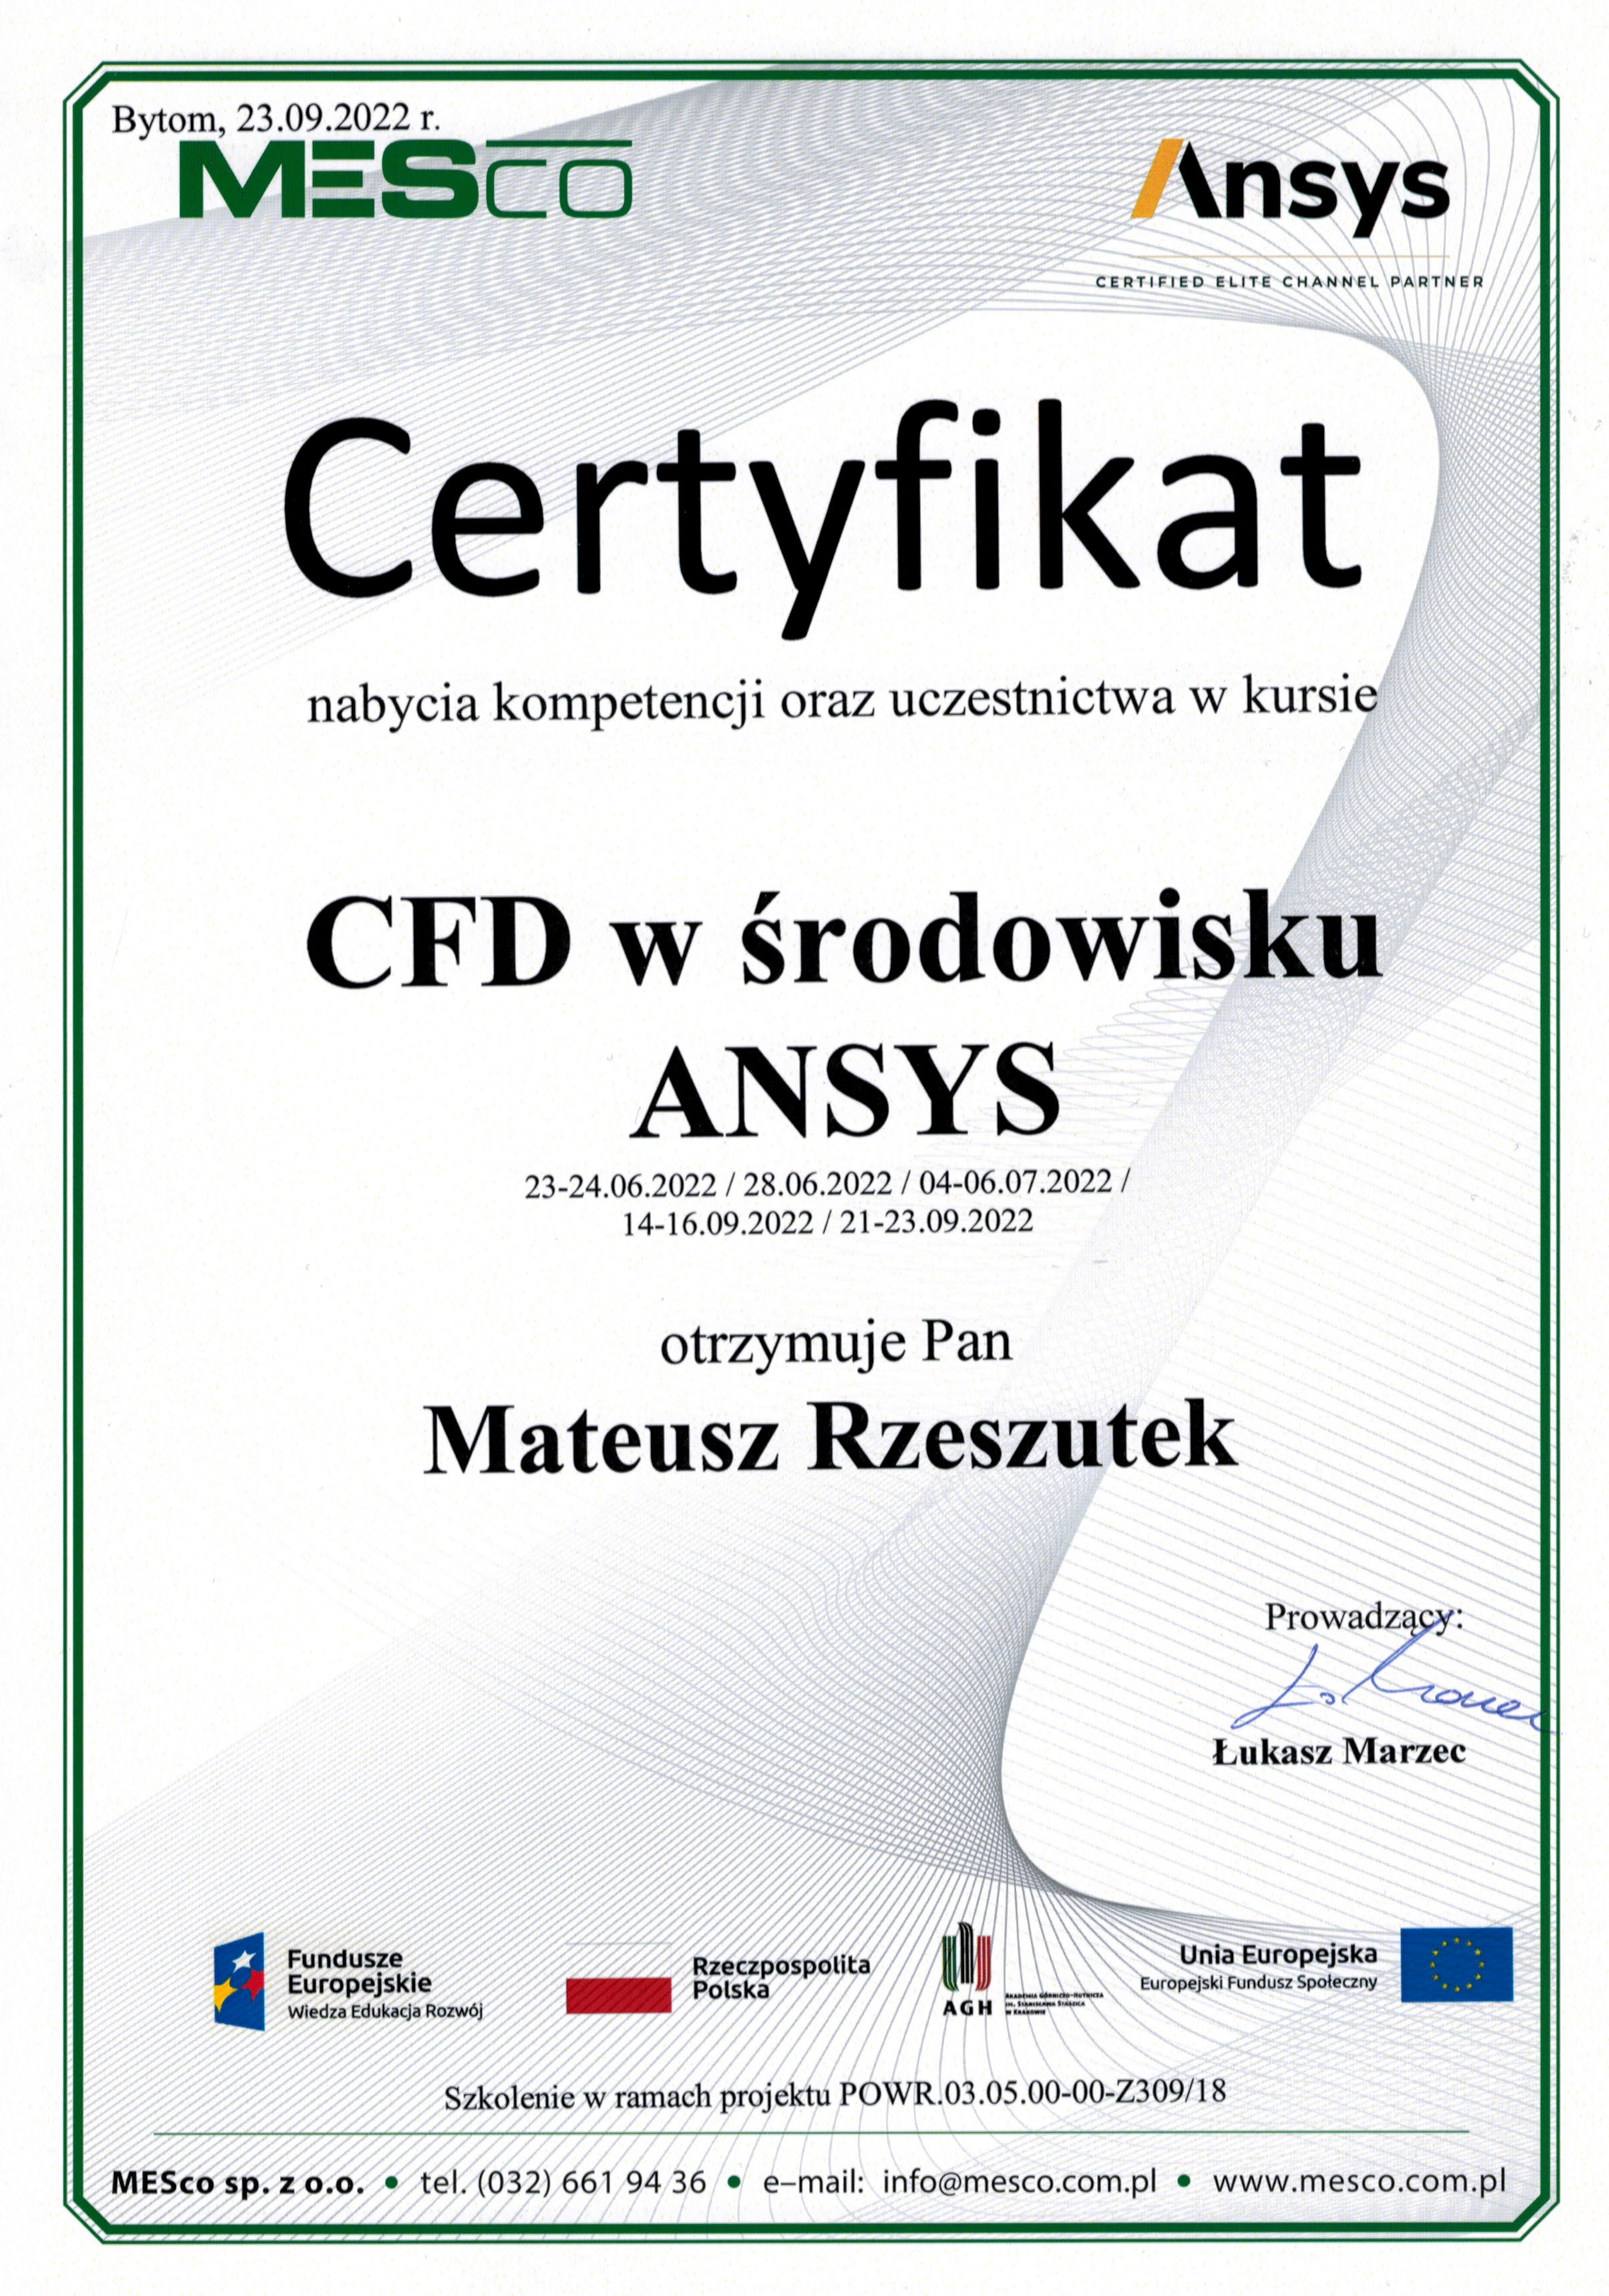 Bytom, 23.09.2022 r.
MESco
Ansys
CERTIFIED ELITE CHANNEL PARTNER
Certyfikat
nabycia kompetencji oraz uczestnictwa w kursie
CFD w środowisku
ANSYS
23-24.06.2022 / 28.06.2022 / 04-06.07.2022 /
14-16.09.2022 / 21-23.09.2022
otrzymuje Pan
Mateusz Rzeszutek
Prowadzący:
Łukasz Marzec
Fundusze
Europejskie
Wiedza Edukacja Rozwój
Rzeczpospolita
Polska
AGH
AKADEMIA GÓRNICZO-HUTNICZA
IM. STANISŁAWA STASZICA
W KRAKOWIE
Unia Europejska
Europejski Fundusz Społeczny
Szkolenie w ramach projektu POWR.03.05.00-00-Z309/18
MESco sp. z o.o. • tel. (032) 661 94 36 • e-mail: info@mesco.com.pl • www.mesco.com.pl